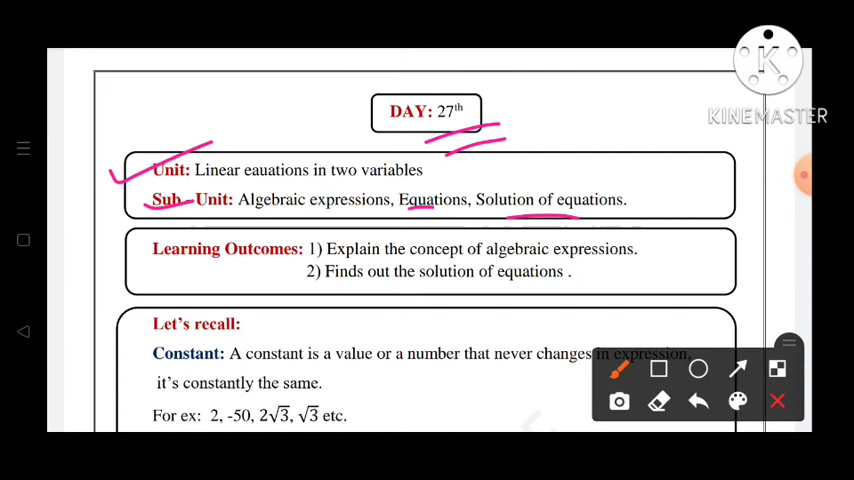 K
KINEMASTER
DAY: 27th
Unit: Linear eauations in two variables
Sub - Unit: Algebraic expressions, Equations, Solution of equations.
Learning Outcomes: 1) Explain the concept of algebraic expressions.
2) Finds out the solution of equations .
Let's recall:
Constant: A constant is a value or a number that never changes in expression,
it's constantly the same.
For ex: 2, -50, 2√3, √3 etc.